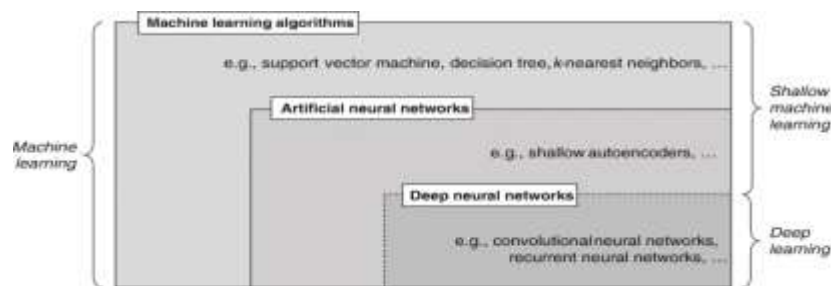 Machine learning algorithms
e.g., support vector machine, decision tree, k-nearest neighbors, ...
Artificial neural networks
Shallow
machine
learning
Machine
learning
e.g., shallow autoencoders, ...
Deep neural networks
e.g., convolutional neural networks,
recurrent neural networks, ...
Deep
learning